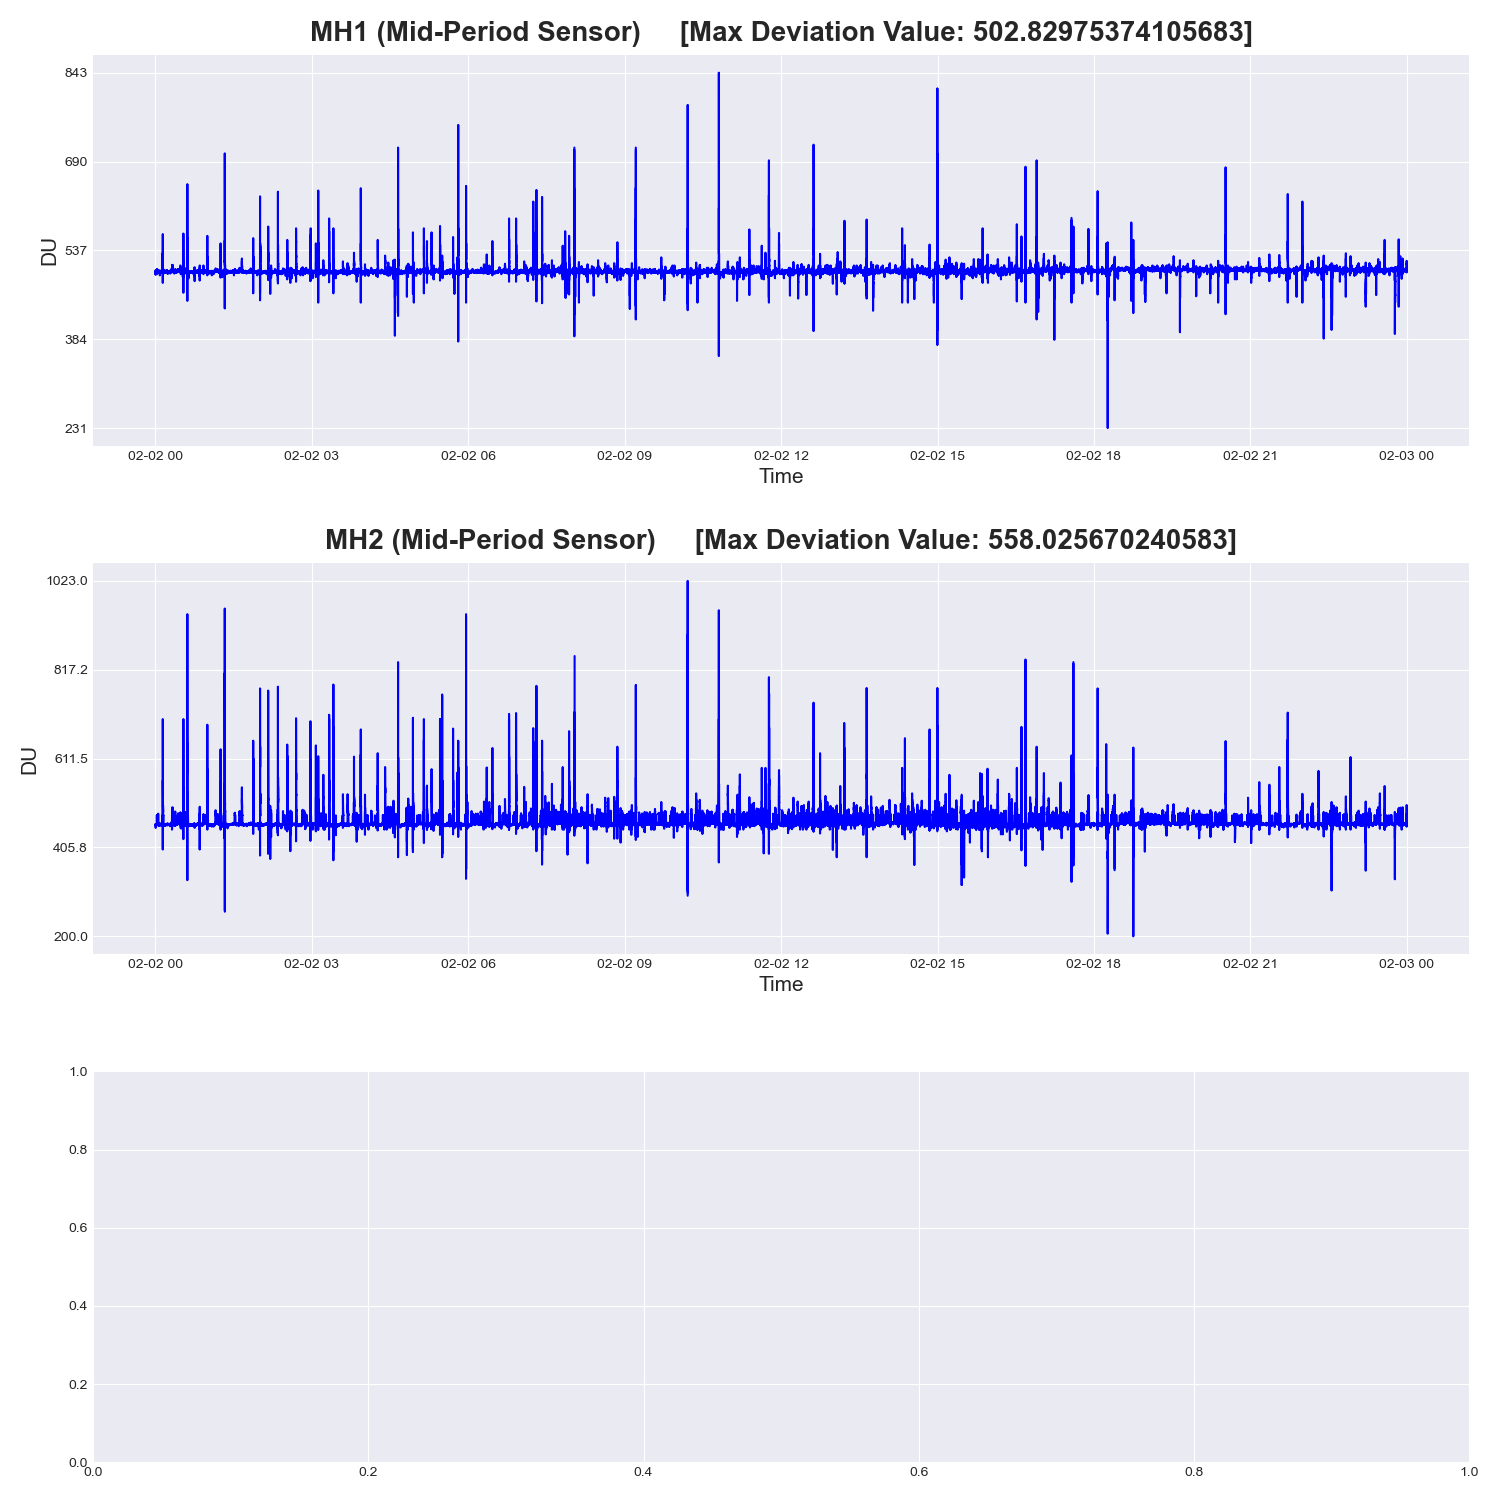 MH1 (Mid-Period Sensor) [Max Deviation Value: 502.82975374105683]
843
690
537
384
231
DU
02-02 00 02-02 03 02-02 06 02-02 09 02-02 12 02-02 15 02-02 18 02-02 21 02-03 00
Time
MH2 (Mid-Period Sensor) [Max Deviation Value: 558.025670240583]
1023.0
817.2
611.5
405.8
200.0
DU
02-02 00 02-02 03 02-02 06 02-02 09 02-02 12 02-02 15 02-02 18 02-02 21 02-03 00
Time
1.0
0.8
0.6
0.4
0.2
0.0
0.0 0.2 0.4 0.6 0.8 1.0